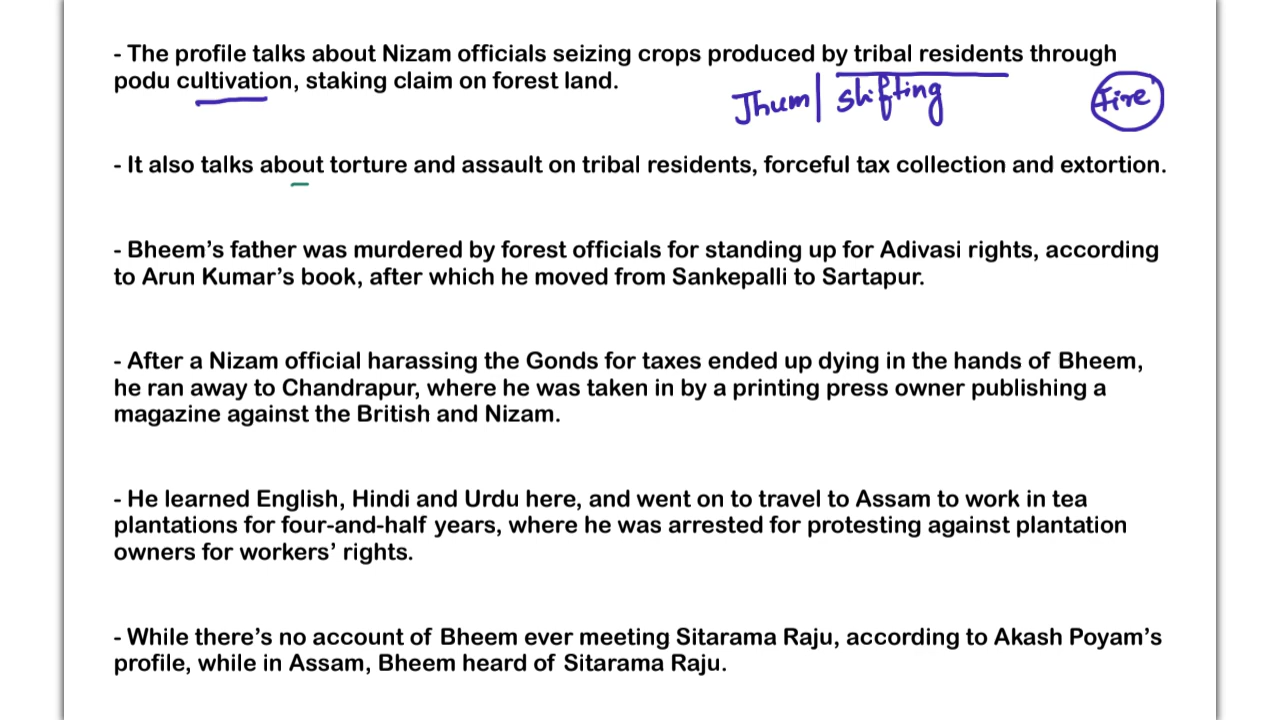 - The profile talks about Nizam officials seizing crops produced by tribal residents through
podu cultivation, staking claim on forest land.
Jhum | shifting
fire
- It also talks about torture and assault on tribal residents, forceful tax collection and extortion.
- Bheem's father was murdered by forest officials for standing up for Adivasi rights, according
to Arun Kumar's book, after which he moved from Sankepalli to Sartapur.
- After a Nizam official harassing the Gonds for taxes ended up dying in the hands of Bheem,
he ran away to Chandrapur, where he was taken in by a printing press owner publishing a
magazine against the British and Nizam.
- He learned English, Hindi and Urdu here, and went on to travel to Assam to work in tea
plantations for four-and-half years, where he was arrested for protesting against plantation
owners for workers' rights.
- While there's no account of Bheem ever meeting Sitarama Raju, according to Akash Poyam's
profile, while in Assam, Bheem heard of Sitarama Raju.